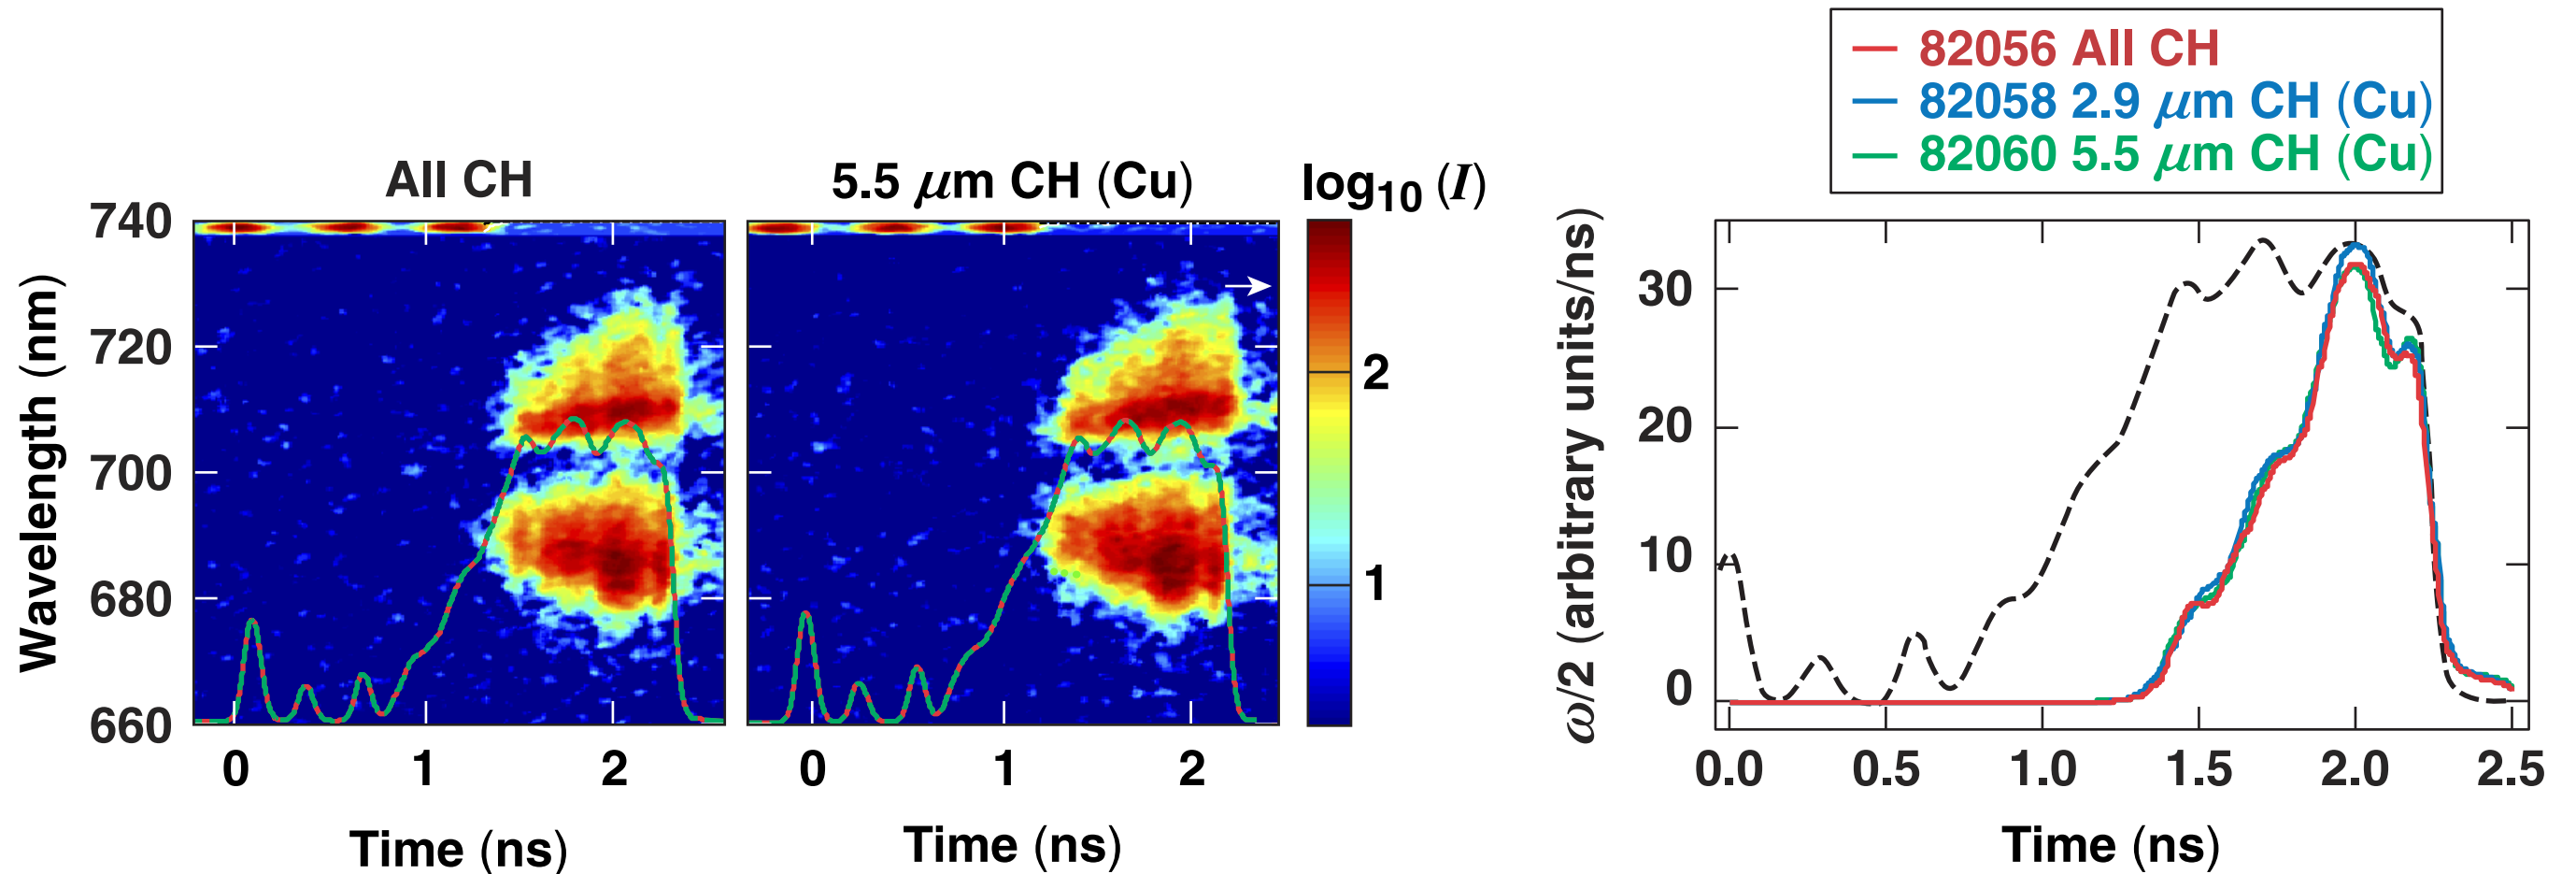 82056 All CH
82058 2.9 μm CH (Cu)
82060 5.5 μm CH (Cu)
All CH
5.5 μm CH (Cu)
log10 (I)
740
720
700
680
660
Wavelength (nm)
0 1 2
Time (ns)
0 1 2
Time (ns)
2
1
ω/2 (arbitrary units/ns)
30
20
10
0
0.0 0.5 1.0 1.5 2.0 2.5
Time (ns)